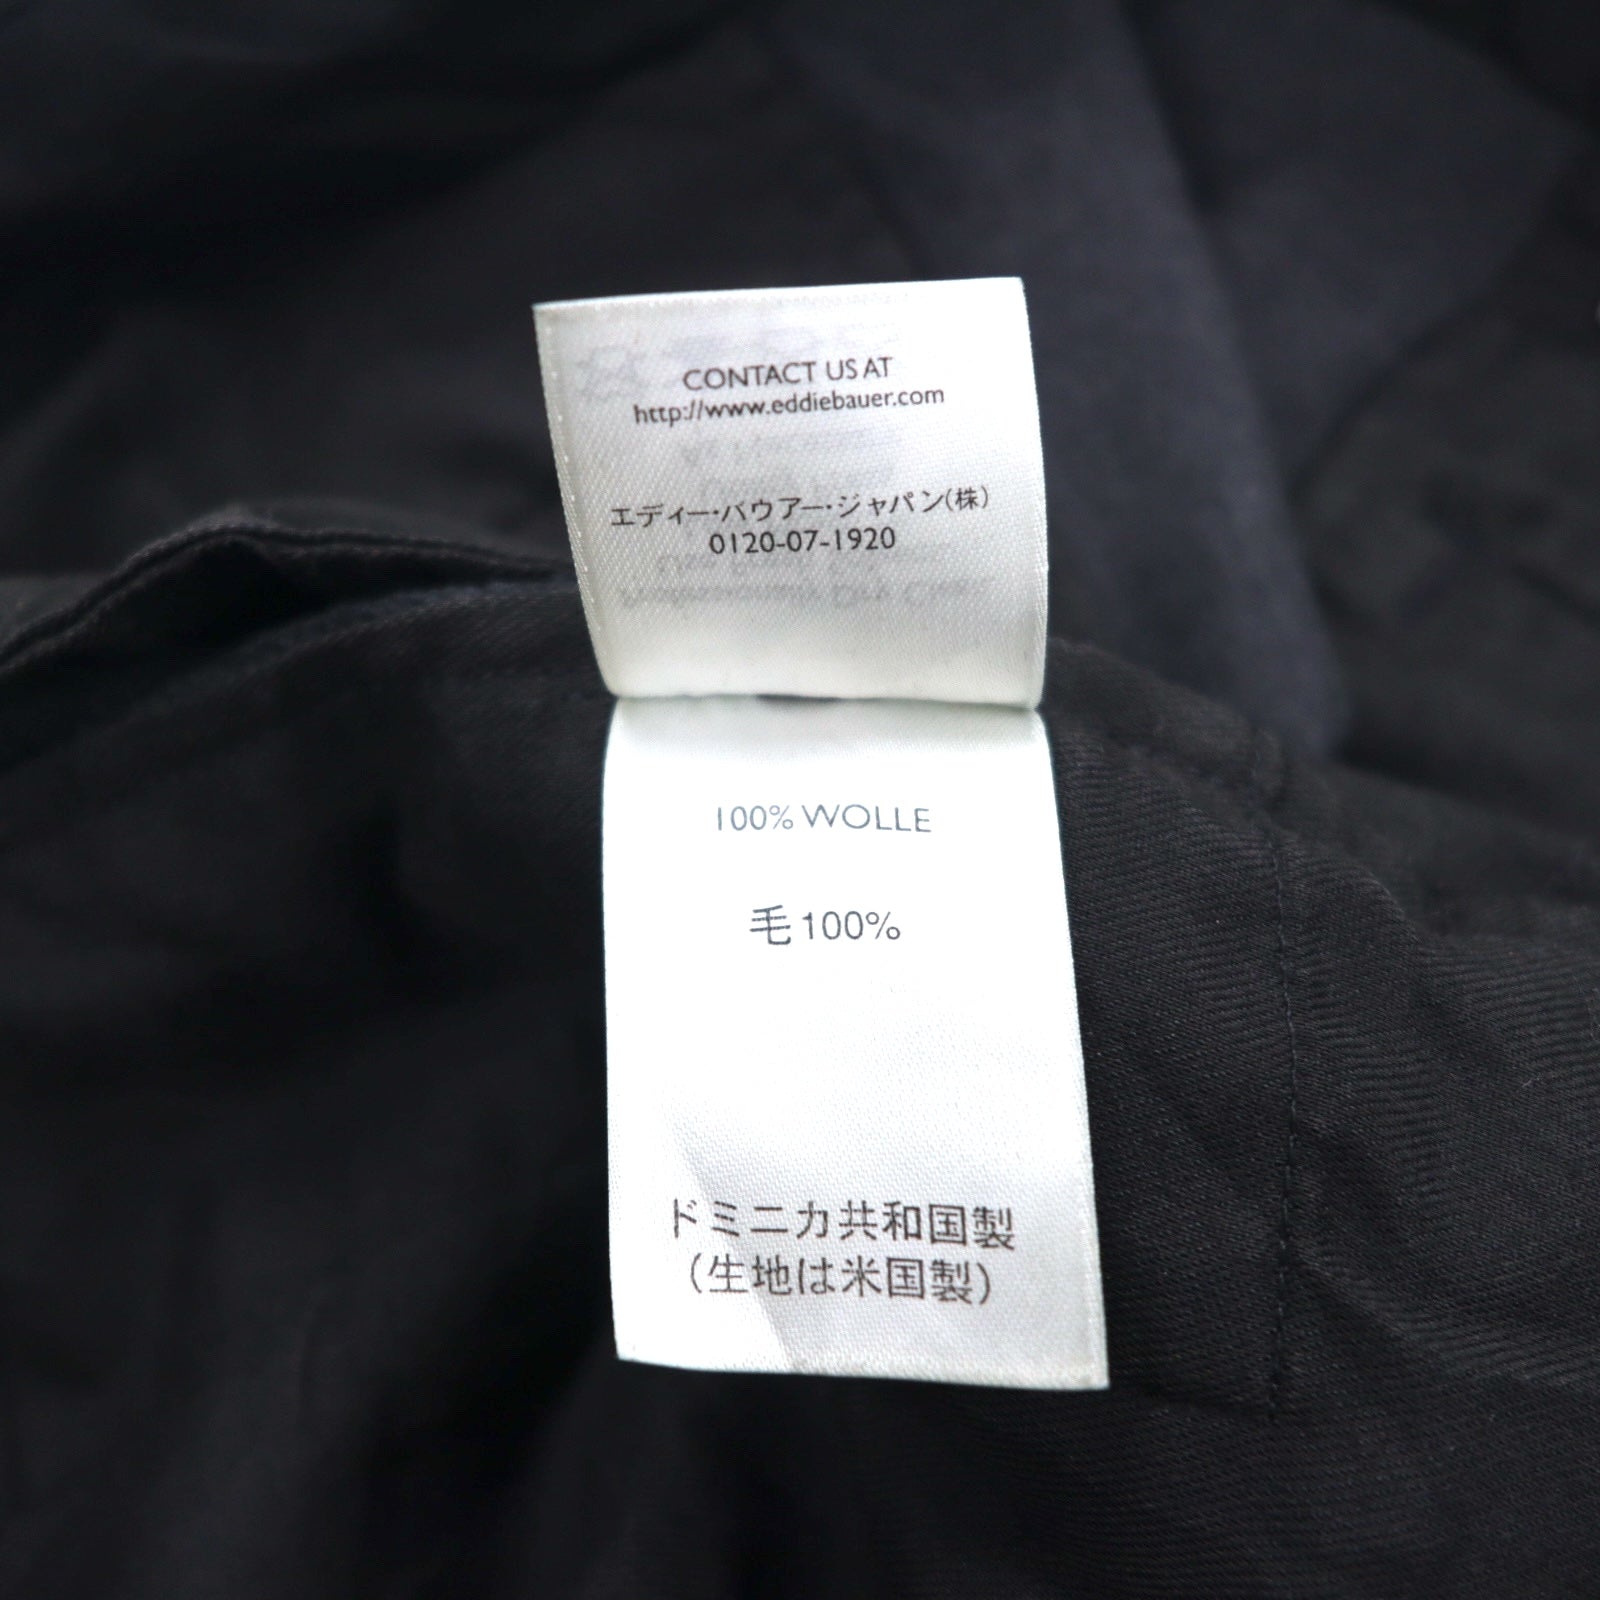 CONTACT US AT
http://www.eddiebauer.com
エディー・バウアー・ジャパン(株)
0120-07-1920
100% WOLLE
毛100%
ドミニカ共和国製
(生地は米国製)